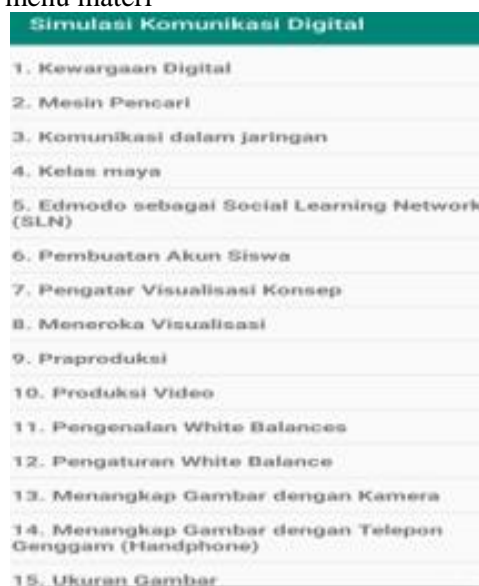 menu materi
Simulasi Komunikasi Digital
1. Kewargaan Digital
2. Mesin Pencari
3. Komunikasi dalam jaringan
4. Kelas maya
5. Edmodo sebagai Social Learning Network
(SLN)
6. Pembuatan Akun Siswa
7. Pengatar Visualisasi Konsep
8. Meneroka Visualisasi
9. Praproduksi
10. Produksi Video
11. Pengenalan White Balances
12. Pengaturan White Balance
13. Menangkap Gambar dengan Kamera
14. Menangkap Gambar dengan Telepon
Genggam (Handphone)
15. Ukuran Gambar